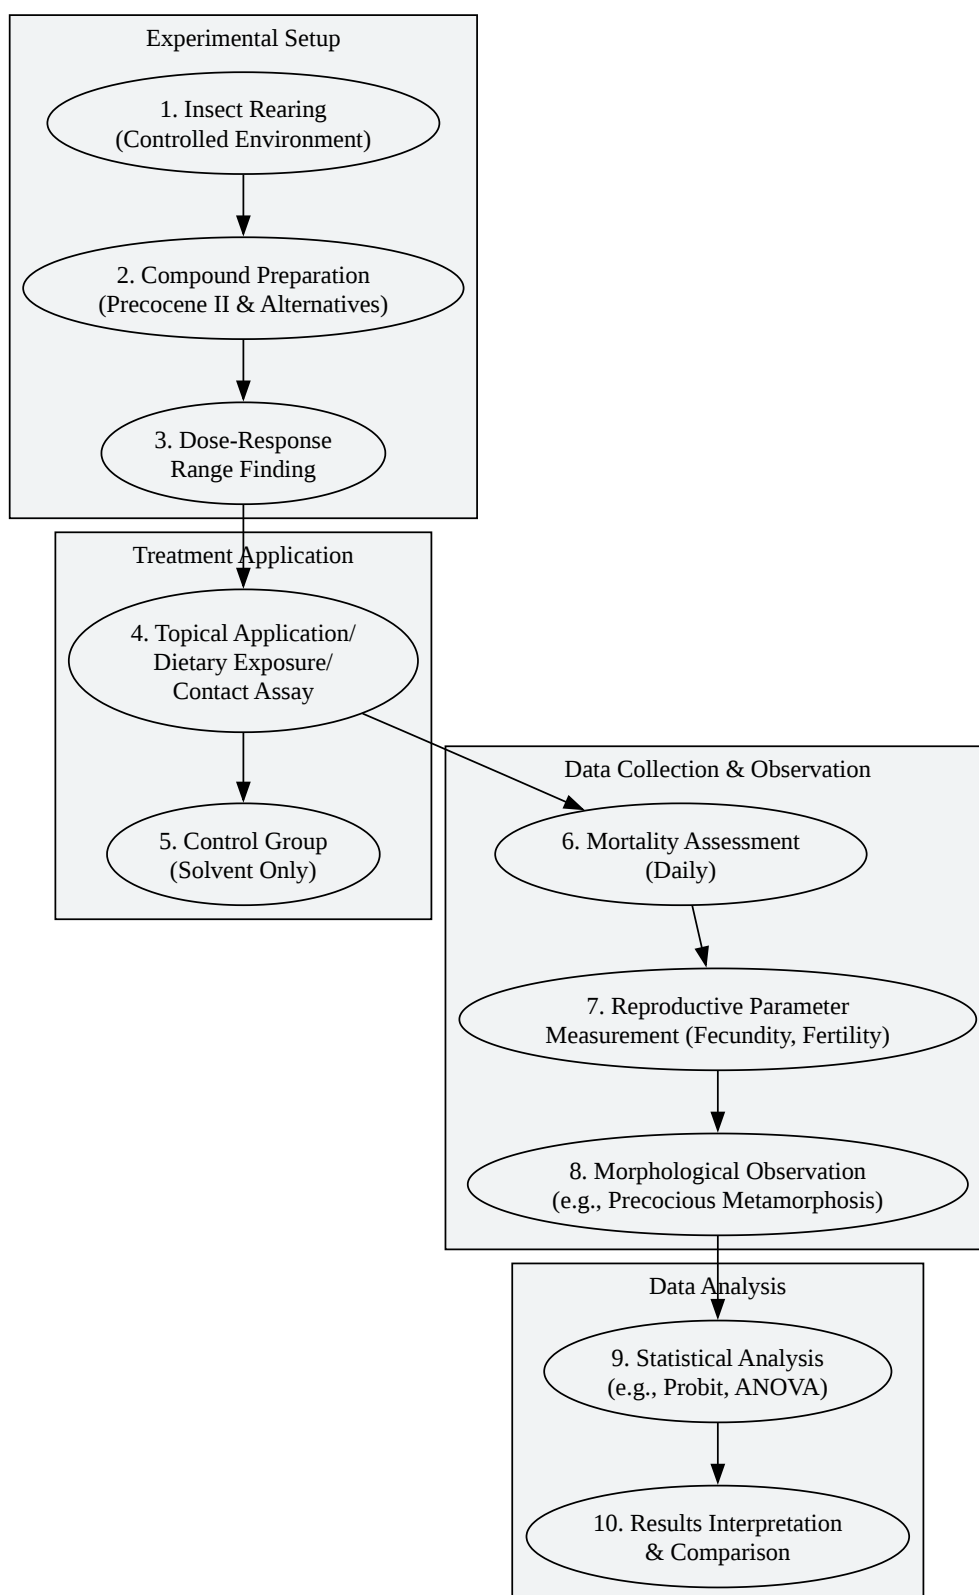 Experimental Setup
1. Insect Rearing
(Controlled Environment)
2. Compound Preparation
(Precocene II & Alternatives)
3. Dose-Response
Range Finding
Treatment Application
4. Topical Application/
Dietary Exposure/
Contact Assay
5. Control Group
(Solvent Only)
Data Collection & Observation
6. Mortality Assessment
(Daily)
7. Reproductive Parameter
Measurement (Fecundity, Fertility)
8. Morphological Observation
(e.g., Precocious Metamorphosis)
Data Analysis
9. Statistical Analysis
(e.g., Probit, ANOVA)
10. Results Interpretation
& Comparison